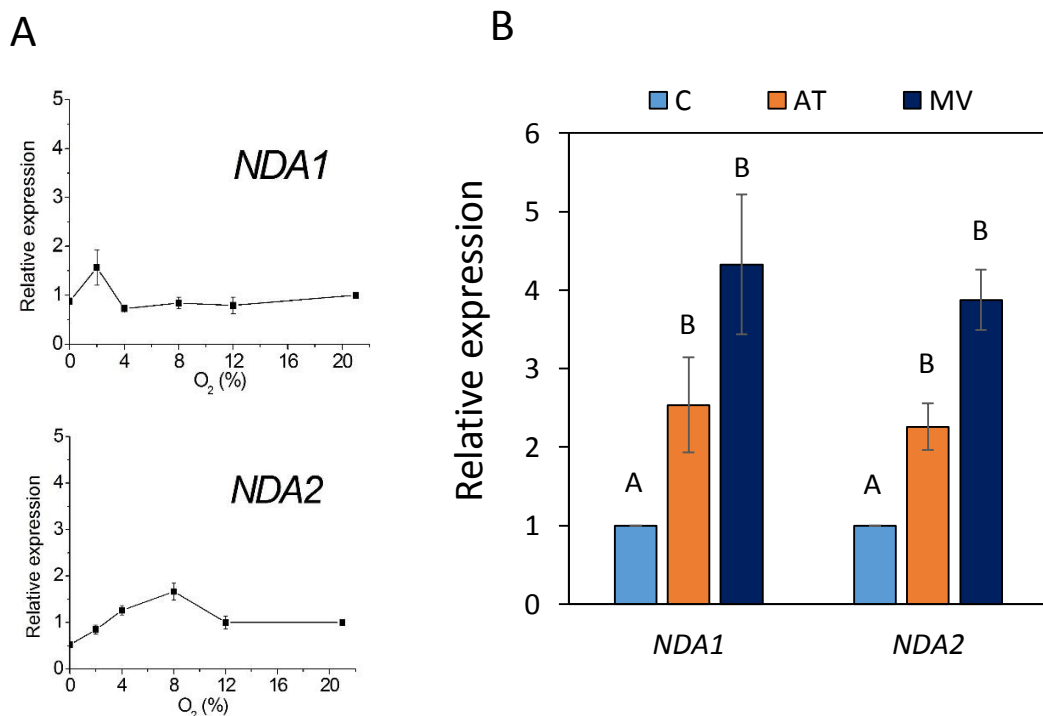 A
5
4
3
2
1
0
Relative expression
NDA1
0 4 8 12 16 20
O₂ (%)
5
4
3
2
1
0
Relative expression
NDA2
0 4 8 12 16 20
O₂ (%)
B
C AT MV
6
5
4
3
2
1
0
Relative expression
A B B
A B B
NDA1 NDA2